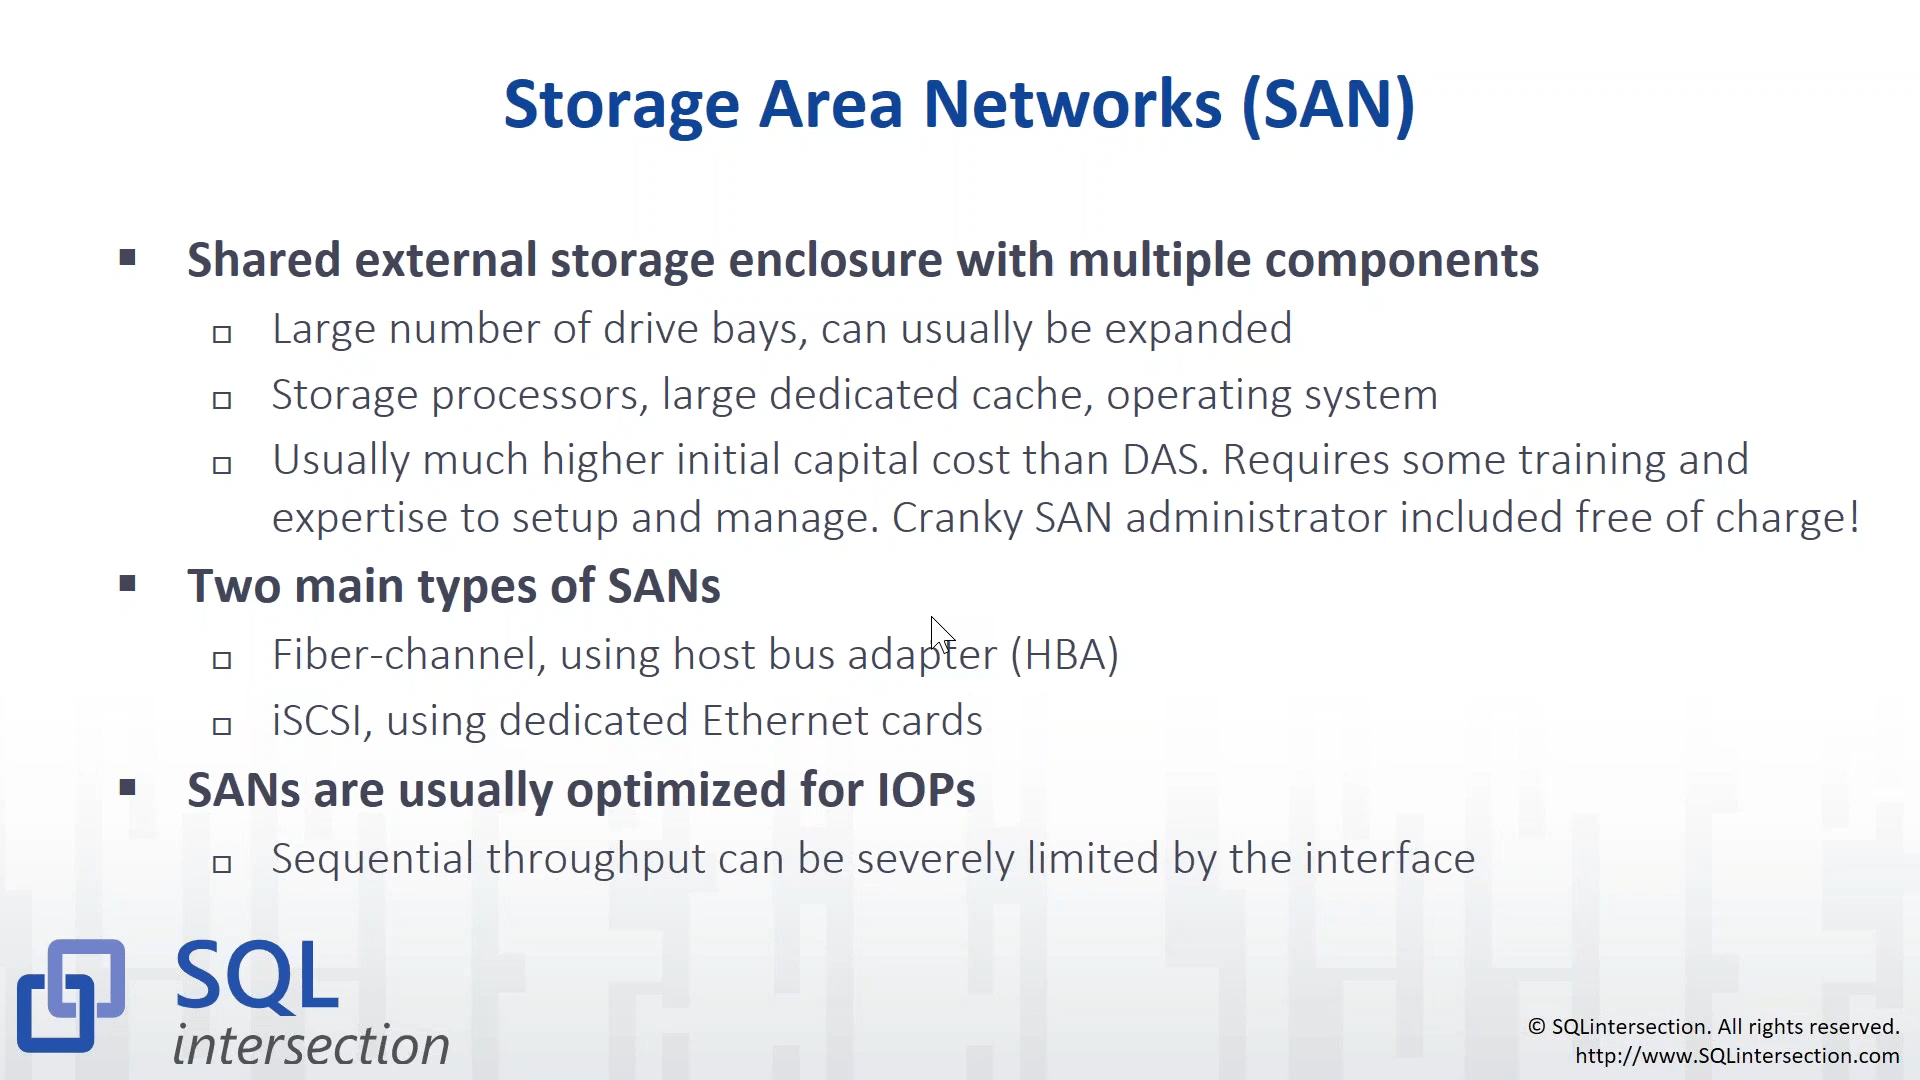 Storage Area Networks (SAN)
Shared external storage enclosure with multiple components
Large number of drive bays, can usually be expanded
Storage processors, large dedicated cache, operating system
Usually much higher initial capital cost than DAS. Requires some training and
expertise to setup and manage. Cranky SAN administrator included free of charge!
Two main types of SANs
Fiber-channel, using host bus adapter (HBA)
iSCSI, using dedicated Ethernet cards
SANs are usually optimized for IOPs
Sequential throughput can be severely limited by the interface
SQL
intersection
© SQLintersection. All rights reserved.
http://www.SQLintersection.com